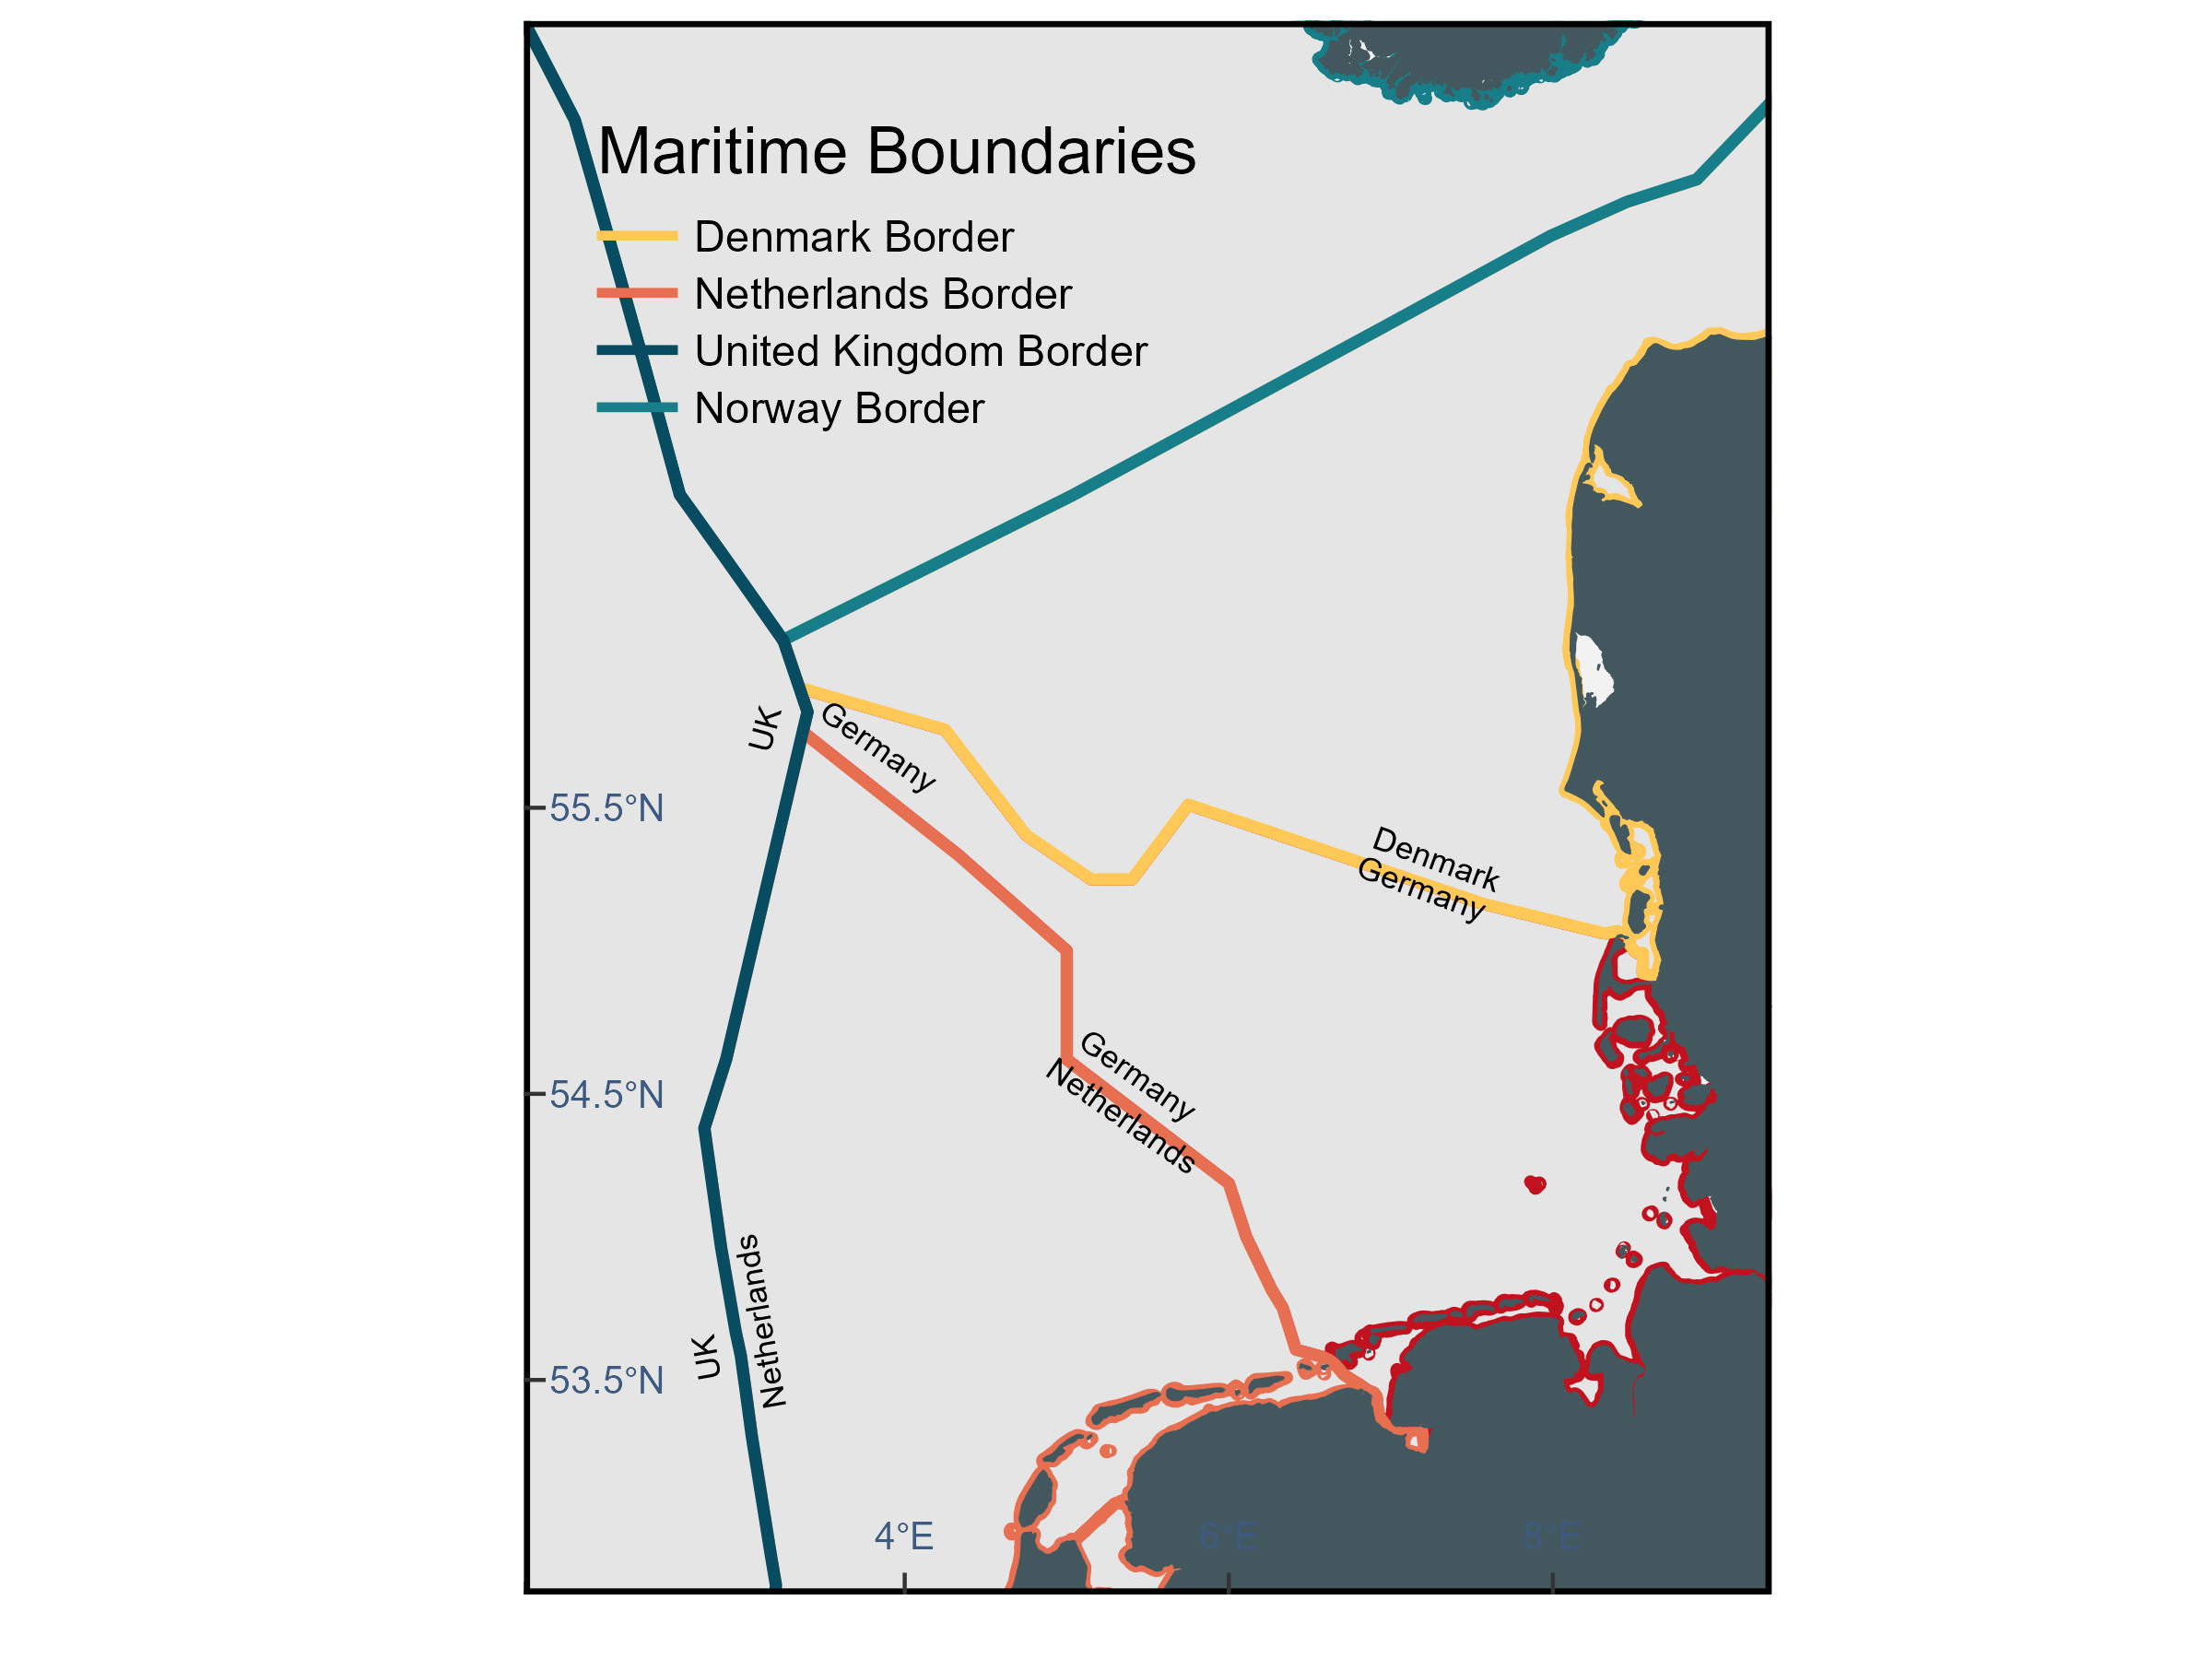 Maritime Boundaries
Denmark Border
Netherlands Border
United Kingdom Border
Norway Border
UK
Germany
55.5°N
Denmark
Germany
Germany
Netherlands
54.5°N
UK
Netherlands
53.5°N
4°E
6°E
8°E